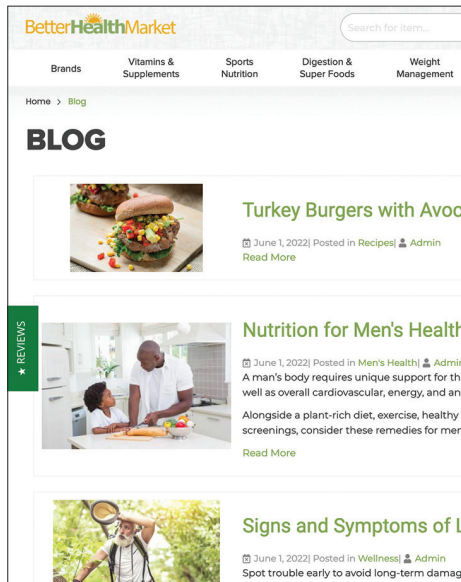 BetterHealthMarket
Search for item...
Brands
Vitamins &
Supplements
Sports
Nutrition
Digestion &
Super Foods
Weight
Management
Home > Blog
BLOG
Turkey Burgers with Avoc
June 1, 2022| Posted in Recipes| Admin
Read More
★ REVIEWS
Nutrition for Men's Health
June 1, 2022| Posted in Men's Health| Admin
A man's body requires unique support for th
well as overall cardiovascular, energy, and an
Alongside a plant-rich diet, exercise, healthy
screenings, consider these remedies for men
Read More
Signs and Symptoms of L
June 1, 2022| Posted in Wellness| Admin
Spot trouble early to avoid long-term damag